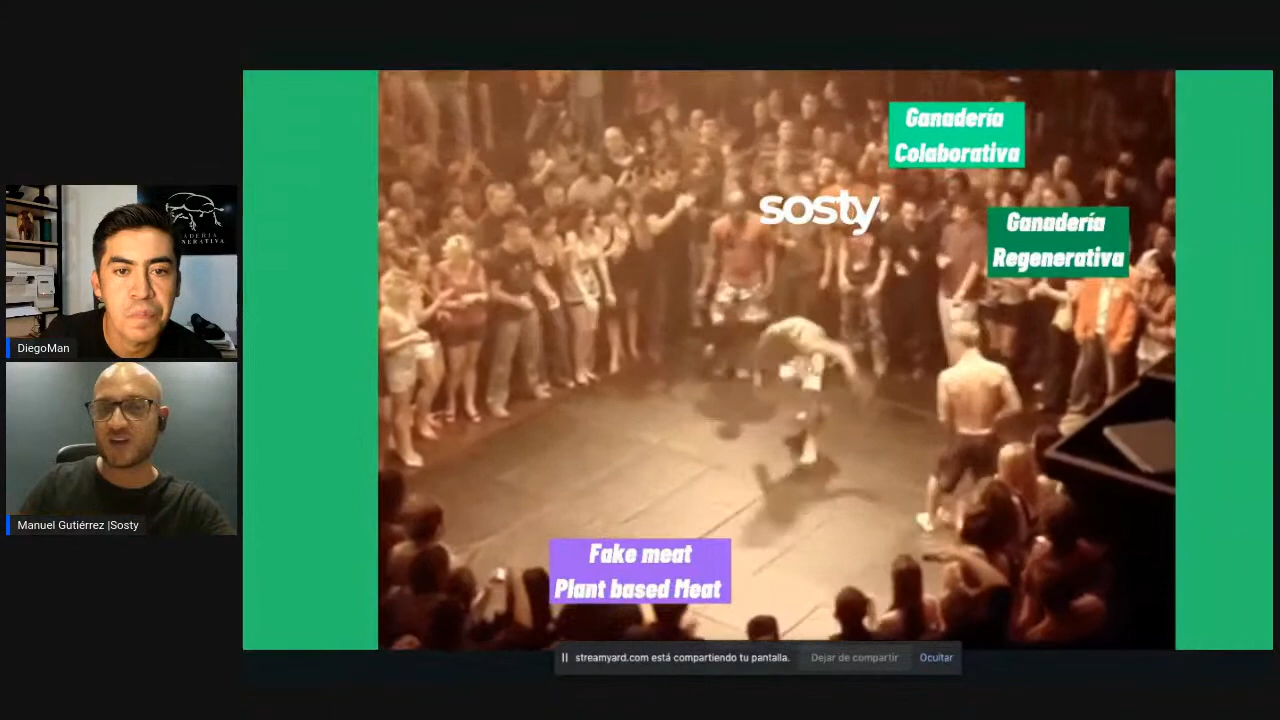 Ganadería
Colaborativa
sosty
Ganadería
Regenerativa
DiegoMan
Manuel Gutiérrez |Sosty
Fake meat
Plant based Meat
streamyard.com está compartiendo tu pantalla.
Dejar de compartir
Ocultar